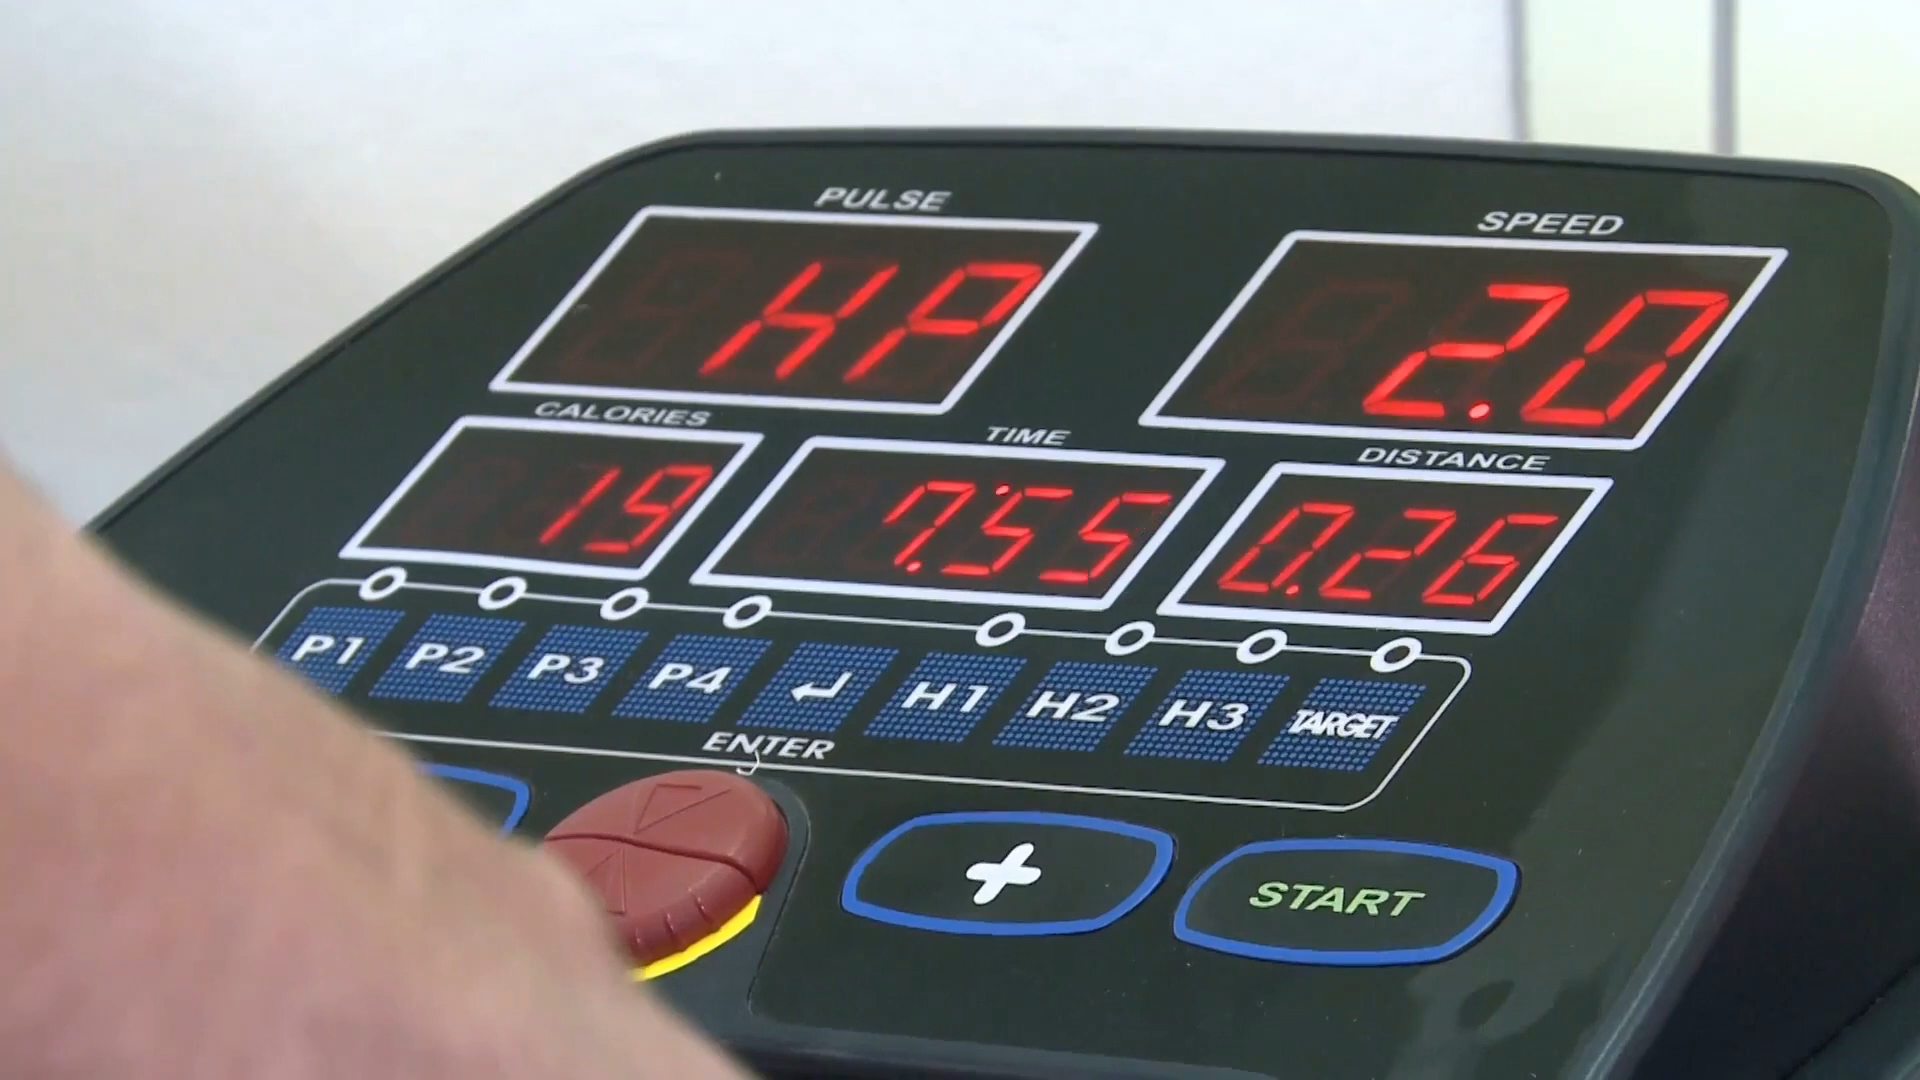 PULSE
SPEED
HP
2.0
CALORIES
TIME
DISTANCE
19
7:55
0.26
P1 P2 P3 P4 ↵ H1 H2 H3 TARGET
ENTER
+
START